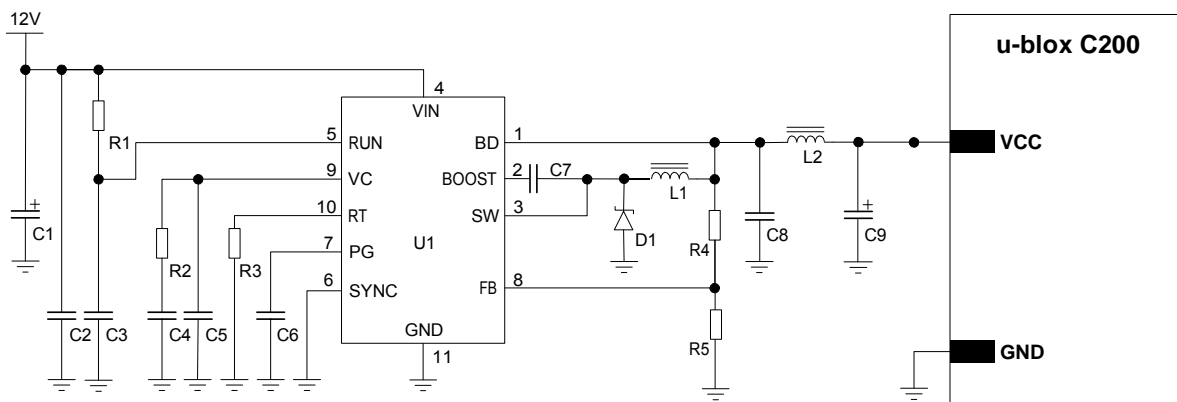 12V
u-blox C200
4
VIN
R1
5
RUN
BD
1
VCC
L2
9
VC
BOOST
2
C7
L1
10
RT
SW
3
C1
U1
D1
R4
C8
C9
7
PG
R2
R3
6
SYNC
FB
8
C2
C3
C4
C5
C6
GND
11
R5
GND